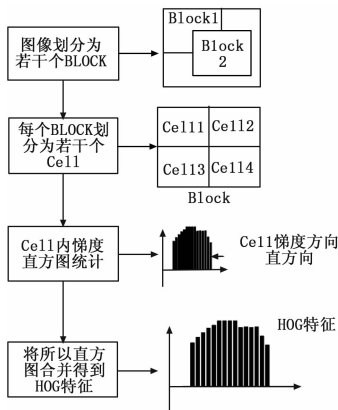 图像划分为
若干个BLOCK
Block1
Block
2
每个BLOCK划
分为若干个
Cell
Cell1
Cell2
Cell3
Cell4
Block
Cell内梯度
直方图统计
Cell梯度方向
直方向
将所以直方
图合并得到
HOG特征
HOG特征